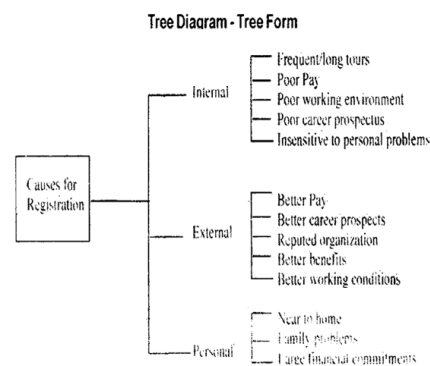 Tree Diagram - Tree Form
Frequent/long tours
Poor Pay
Internal
Poor working environment
Poor career prospectus
Insensitive to personal problems
Causes for
Registration
Better Pay
Better career prospects
External
Reputed organization
Better benefits
Better working conditions
Near to home
Family problems
Personal
Large financial commitments